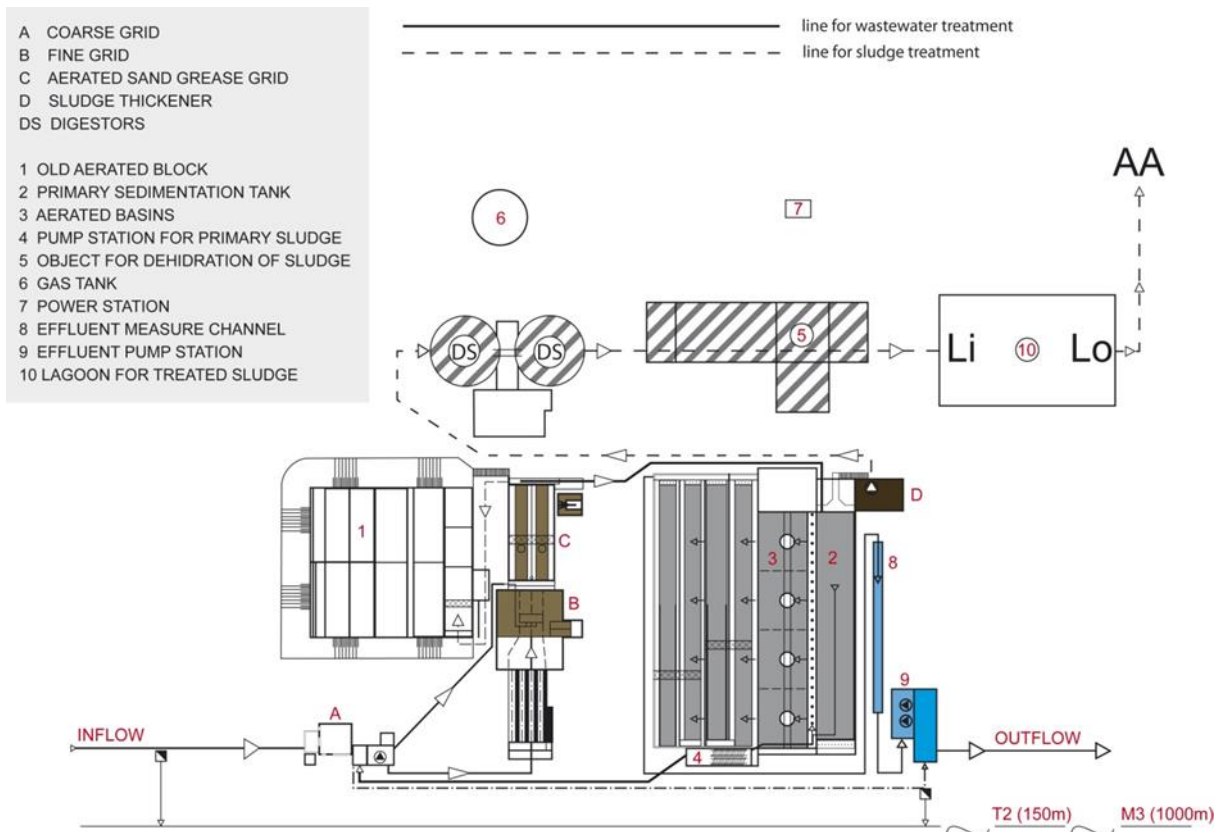 A COARSE GRID
B FINE GRID
C AERATED SAND GREASE GRID
D SLUDGE THICKENER
DS DIGESTORS
1 OLD AERATED BLOCK
2 PRIMARY SEDIMENTATION TANK
3 AERATED BASINS
4 PUMP STATION FOR PRIMARY SLUDGE
5 OBJECT FOR DEHIDRATION OF SLUDGE
6 GAS TANK
7 POWER STATION
8 EFFLUENT MEASURE CHANNEL
9 EFFLUENT PUMP STATION
10 LAGOON FOR TREATED SLUDGE
line for wastewater treatment
line for sludge treatment
AA
6
7
DS
DS
5
Li
10
Lo
1
C
B
3
2
D
8
9
A
4
INFLOW
OUTFLOW
T2 (150m)
M3 (1000m)